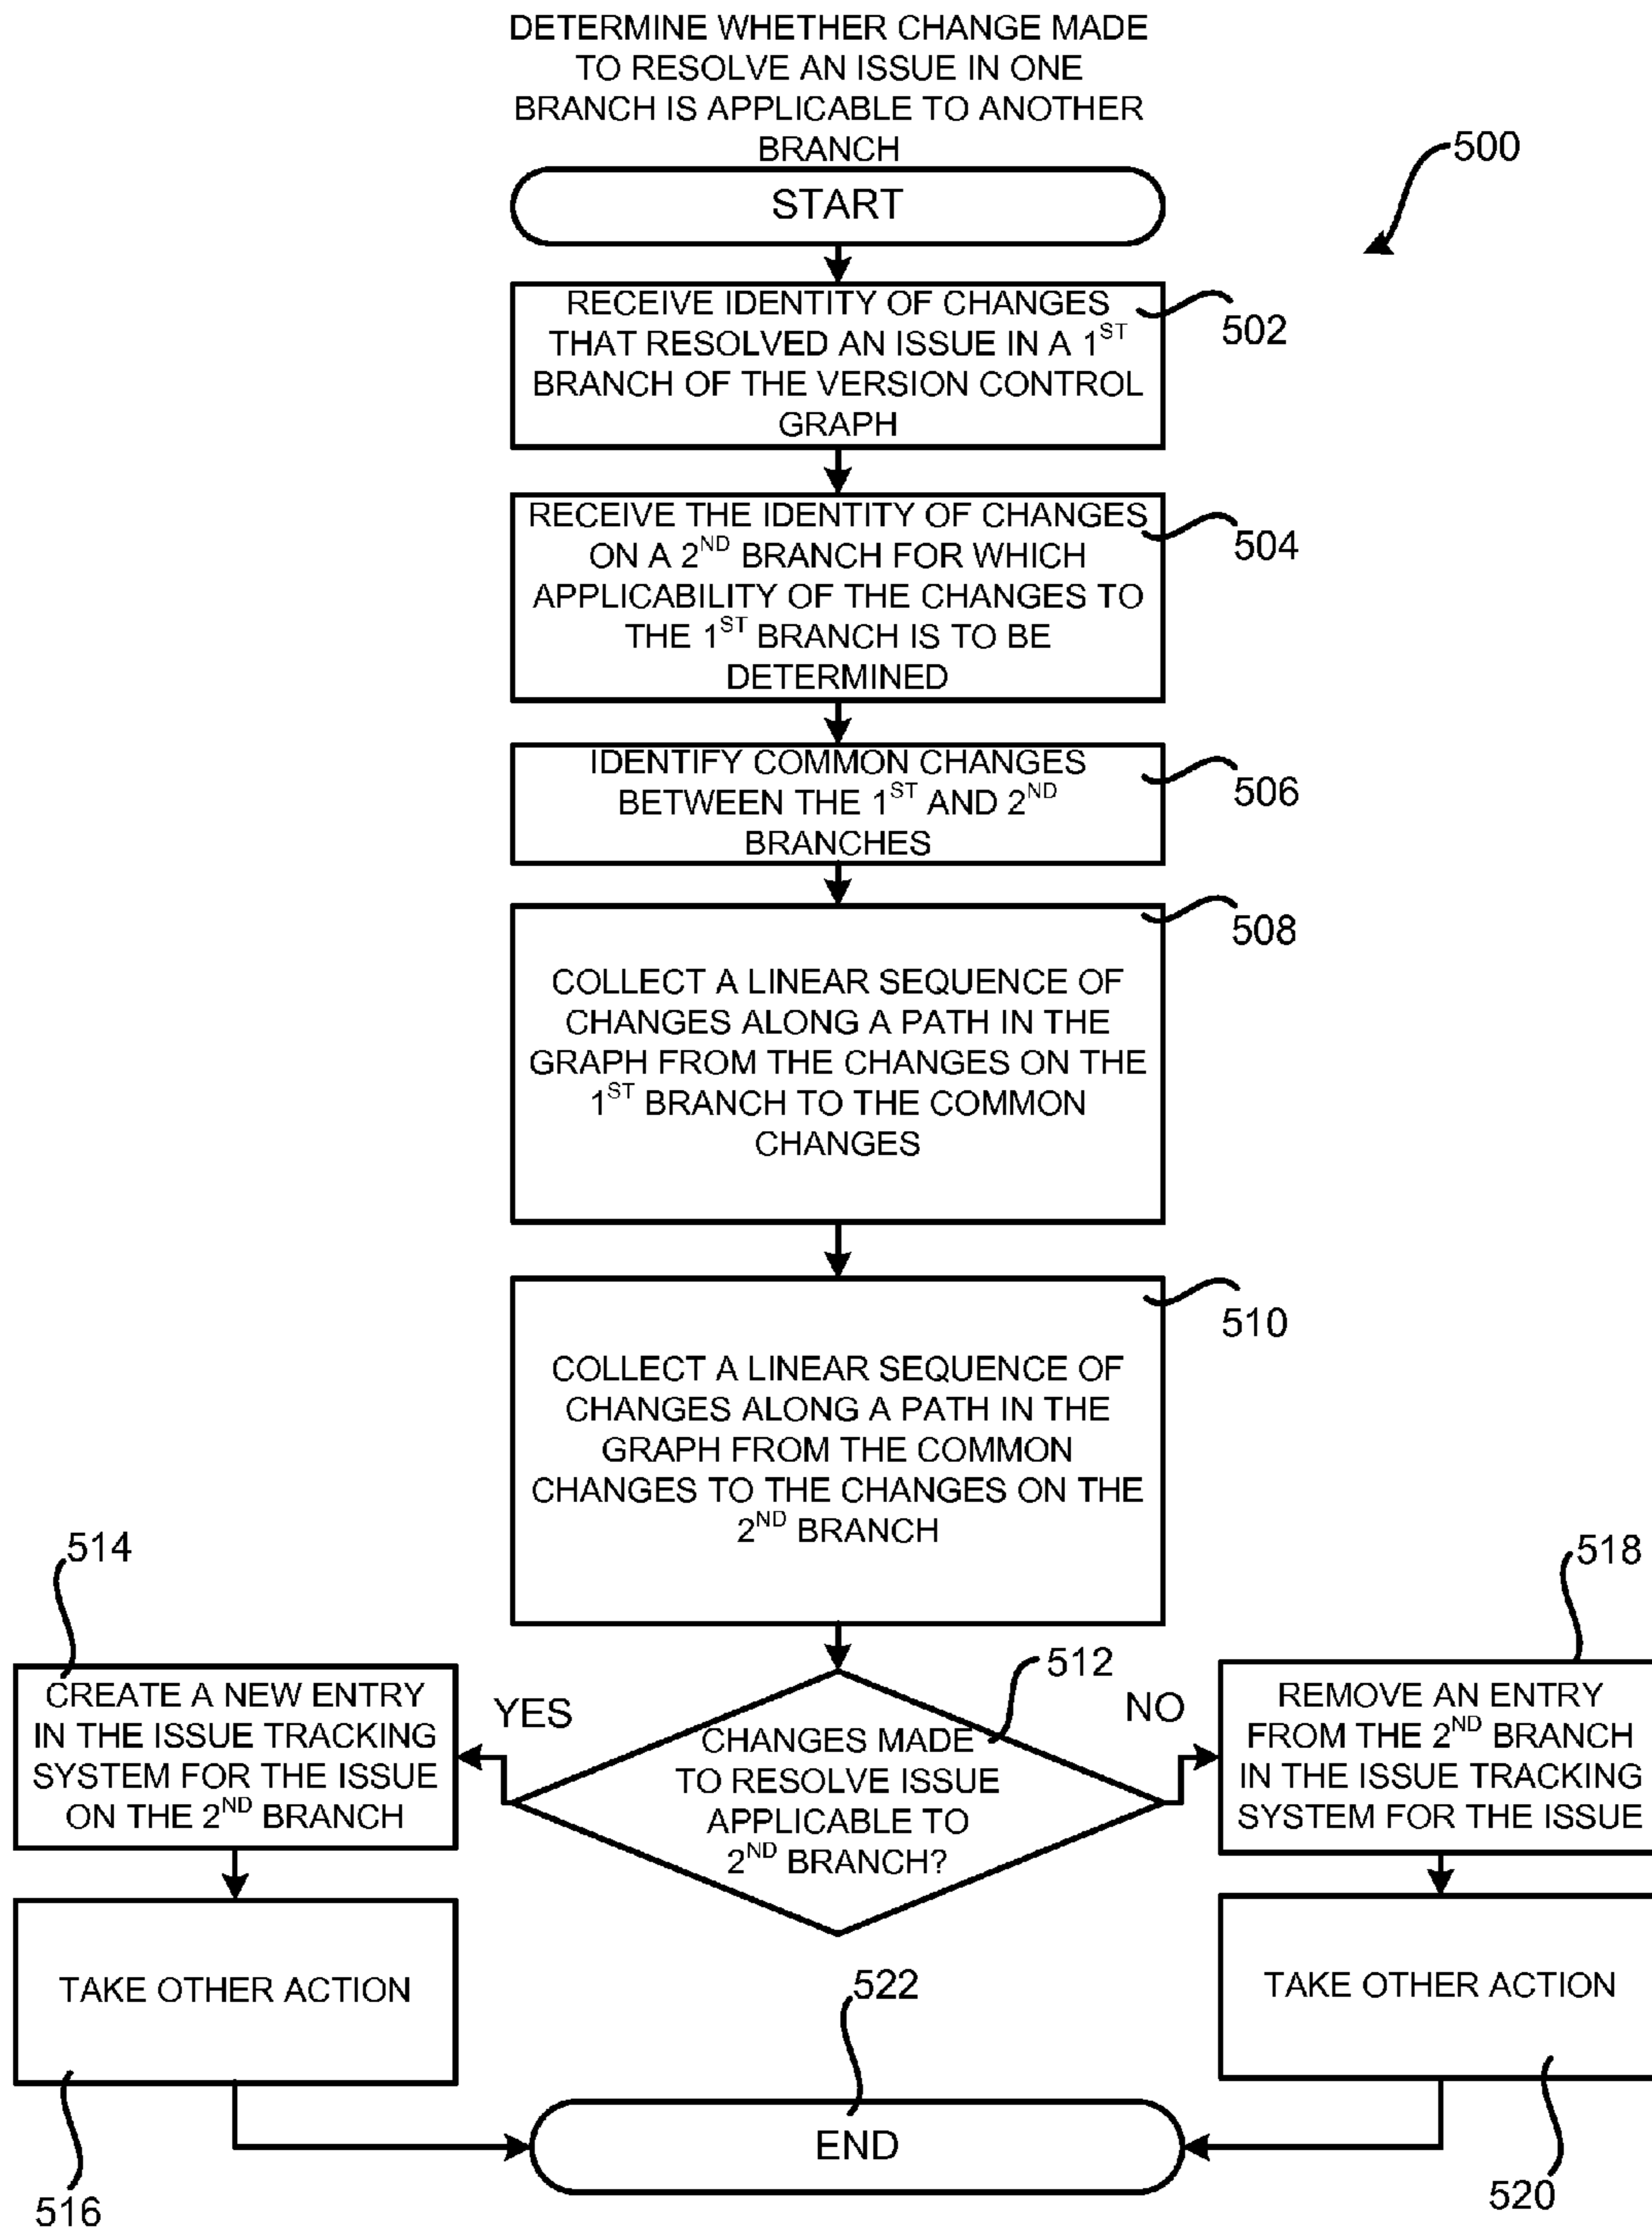 DETERMINE WHETHER CHANGE MADE
TO RESOLVE AN ISSUE IN ONE
BRANCH IS APPLICABLE TO ANOTHER
BRANCH
500
START
RECEIVE IDENTITY OF CHANGES
THAT RESOLVED AN ISSUE IN A 1ST
BRANCH OF THE VERSION CONTROL
GRAPH
502
RECEIVE THE IDENTITY OF CHANGES
ON A 2ND BRANCH FOR WHICH
APPLICABILITY OF THE CHANGES TO
THE 1ST BRANCH IS TO BE
DETERMINED
504
IDENTIFY COMMON CHANGES
BETWEEN THE 1ST AND 2ND
BRANCHES
506
508
COLLECT A LINEAR SEQUENCE OF
CHANGES ALONG A PATH IN THE
GRAPH FROM THE CHANGES ON THE
1ST BRANCH TO THE COMMON
CHANGES
510
COLLECT A LINEAR SEQUENCE OF
CHANGES ALONG A PATH IN THE
GRAPH FROM THE COMMON
CHANGES TO THE CHANGES ON THE
2ND BRANCH
512
CHANGES MADE
TO RESOLVE ISSUE
APPLICABLE TO
2ND BRANCH?
YES
514
CREATE A NEW ENTRY
IN THE ISSUE TRACKING
SYSTEM FOR THE ISSUE
ON THE 2ND BRANCH
TAKE OTHER ACTION
516
NO
518
REMOVE AN ENTRY
FROM THE 2ND BRANCH
IN THE ISSUE TRACKING
SYSTEM FOR THE ISSUE
TAKE OTHER ACTION
520
522
END